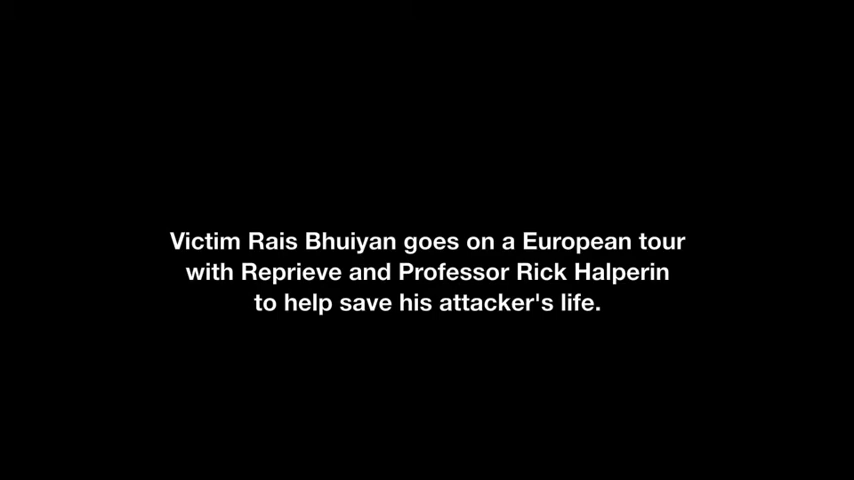 Victim Rais Bhuiyan goes on a European tour
with Reprieve and Professor Rick Halperin
to help save his attacker's life.